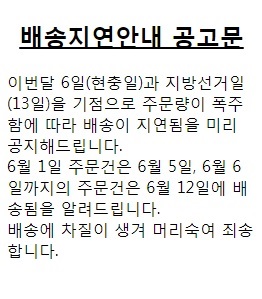 배송지연안내 공고문
이번달 6일(현충일)과 지방선거일
(13일)을 기점으로 주문량이 폭주
함에 따라 배송이 지연됨을 미리
공지해드립니다.
6월 1일 주문건은 6월 5일, 6월 6
일까지의 주문건은 6월 12일에 배
송됨을 알려드립니다.
배송에 차질이 생겨 머리숙여 죄송
합니다.